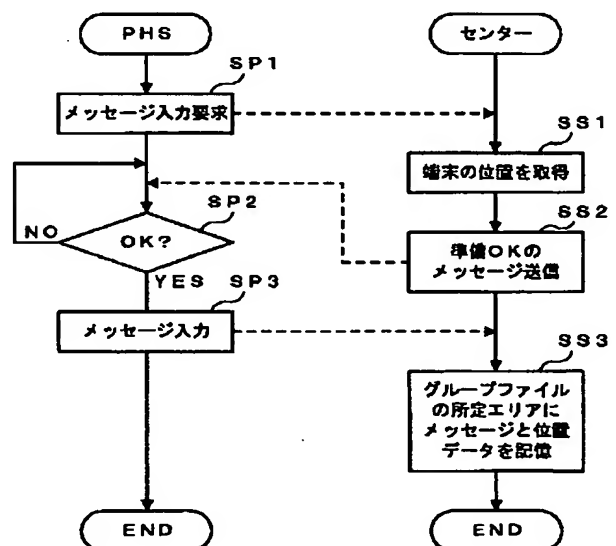 PHS
SP1
メッセージ入力要求
SP2
NO
OK?
YES
SP3
メッセージ入力
END
センター
SS1
端末の位置を取得
SS2
準備OKの
メッセージ送信
SS3
グループファイル
の所定エリアに
メッセージと位置
データを記憶
END